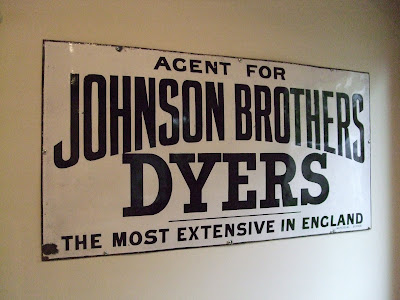 AGENT FOR
JOHNSON BROTHERS
DYERS
THE MOST EXTENSIVE IN ENGLAND